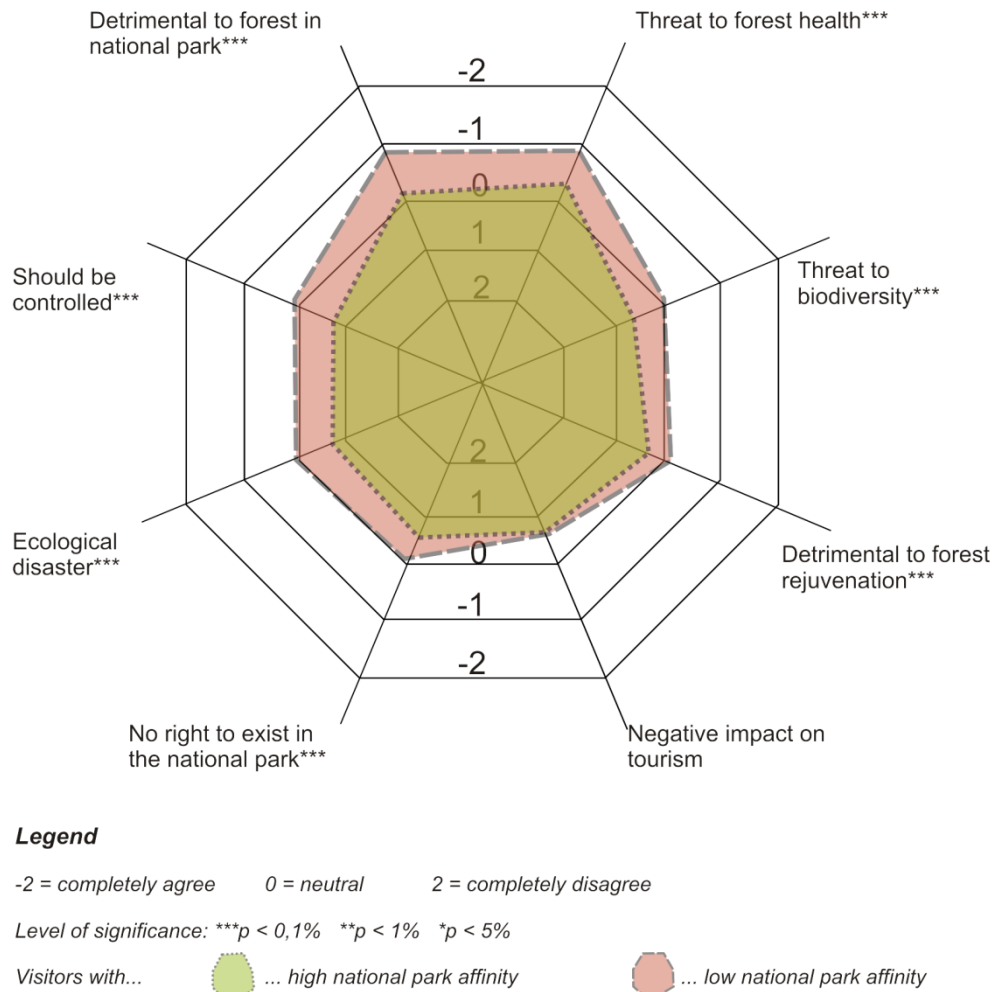 Detrimental to forest in
national park***
Threat to forest health***
-2
-1
0
1
2
Should be
controlled***
Threat to
biodiversity***
2
1
0
-1
-2
Ecological
disaster***
Detrimental to forest
rejuvenation***
No right to exist in
the national park***
Negative impact on
tourism
Legend
-2 = completely agree 0 = neutral 2 = completely disagree
Level of significance: ***p < 0,1% **p < 1% *p < 5%
Visitors with... ... high national park affinity ... low national park affinity